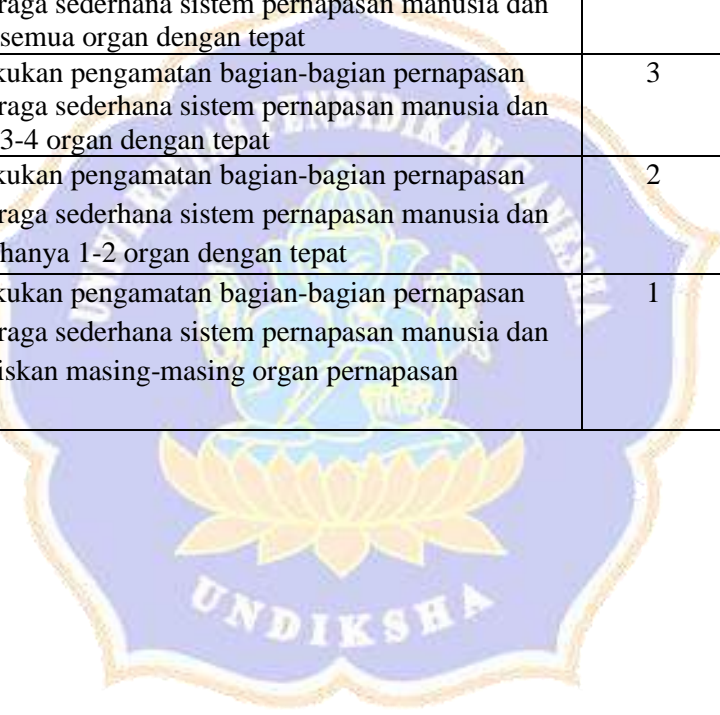 raga sederhana sistem pernapasan manusia dan
semua organ dengan tepat
kukan pengamatan bagian-bagian pernapasan 3
raga sederhana sistem pernapasan manusia dan
3-4 organ dengan tepat
kukan pengamatan bagian-bagian pernapasan 2
raga sederhana sistem pernapasan manusia dan
hanya 1-2 organ dengan tepat
kukan pengamatan bagian-bagian pernapasan 1
raga sederhana sistem pernapasan manusia dan
iskan masing-masing organ pernapasan
UNIVERSITAS PENDIDIKAN GANESHA
UNDIKSHA